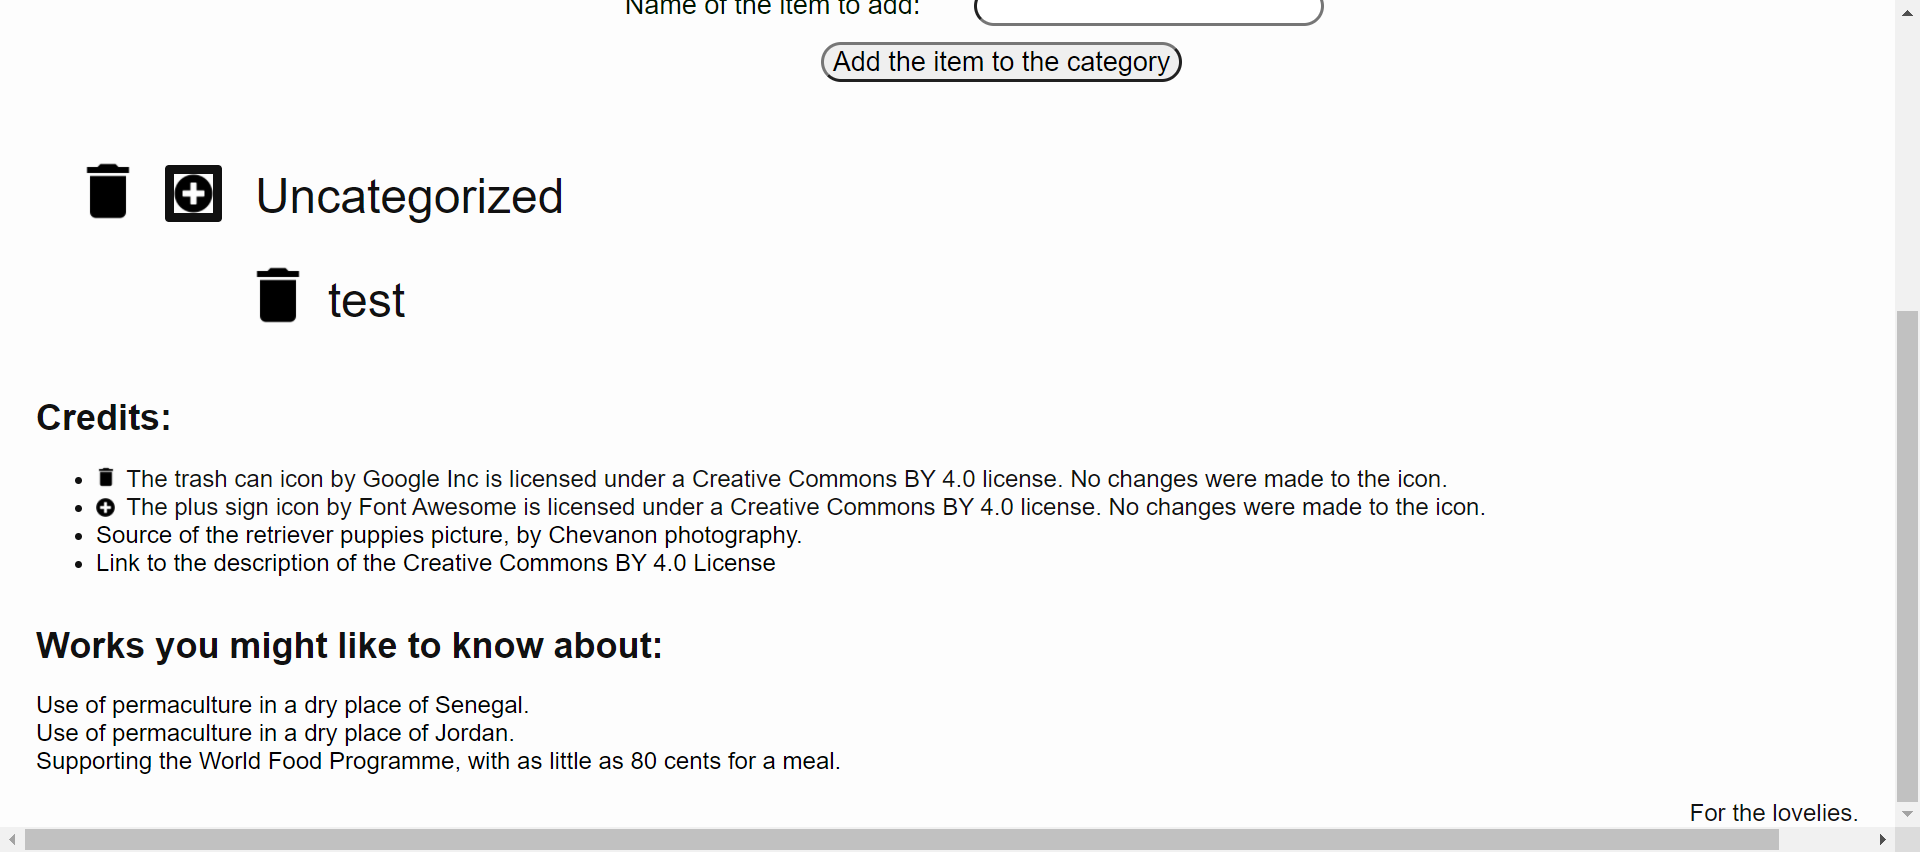 Name of the item to add:
Add the item to the category
Uncategorized
test
Credits:
The trash can icon by Google Inc is licensed under a Creative Commons BY 4.0 license. No changes were made to the icon.
The plus sign icon by Font Awesome is licensed under a Creative Commons BY 4.0 license. No changes were made to the icon.
Source of the retriever puppies picture, by Chevanon photography.
Link to the description of the Creative Commons BY 4.0 License
Works you might like to know about:
Use of permaculture in a dry place of Senegal.
Use of permaculture in a dry place of Jordan.
Supporting the World Food Programme, with as little as 80 cents for a meal.
For the lovelies.